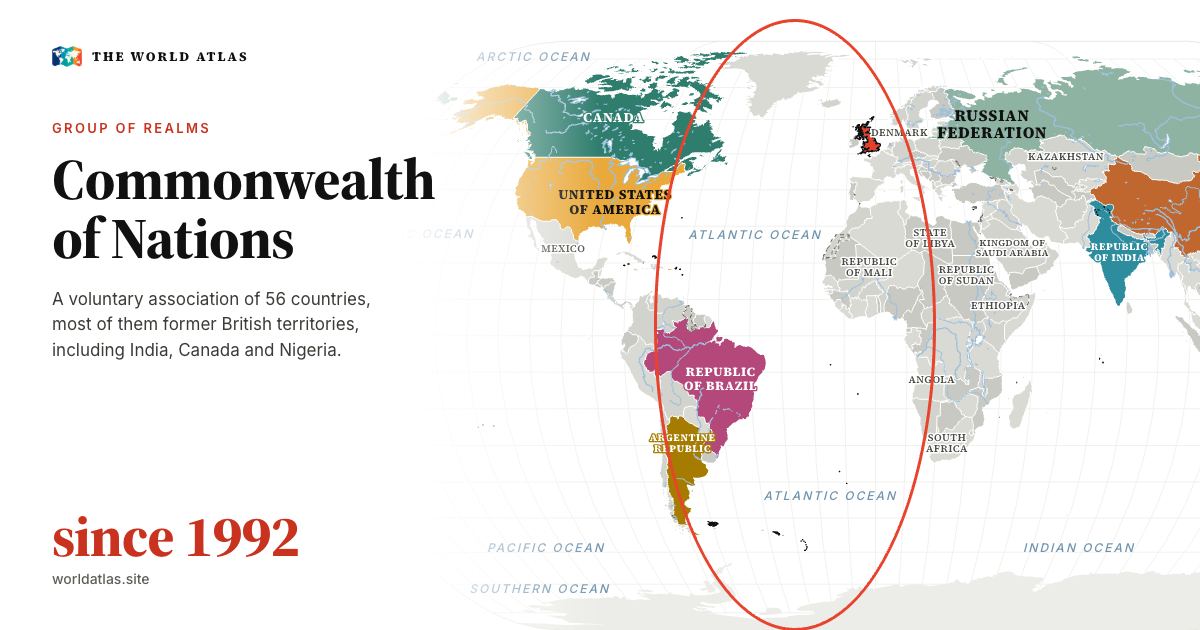 THE WORLD ATLAS
GROUP OF REALMS
Commonwealth
of Nations
A voluntary association of 56 countries,
most of them former British territories,
including India, Canada and Nigeria.
since 1992
worldatlas.site
ARCTIC OCEAN
CANADA
UNITED STATES
OF AMERICA
MEXICO
OCEAN
ATLANTIC OCEAN
DENMARK
RUSSIAN
FEDERATION
KAZAKHSTAN
STATE
OF LIBYA
KINGDOM OF
SAUDI ARABIA
REPUBLIC
OF INDIA
REPUBLIC
OF MALI
REPUBLIC
OF SUDAN
ETHIOPIA
REPUBLIC
OF BRAZIL
ANGOLA
ARGENTINE
REPUBLIC
SOUTH
AFRICA
ATLANTIC OCEAN
PACIFIC OCEAN
INDIAN OCEAN
SOUTHERN OCEAN